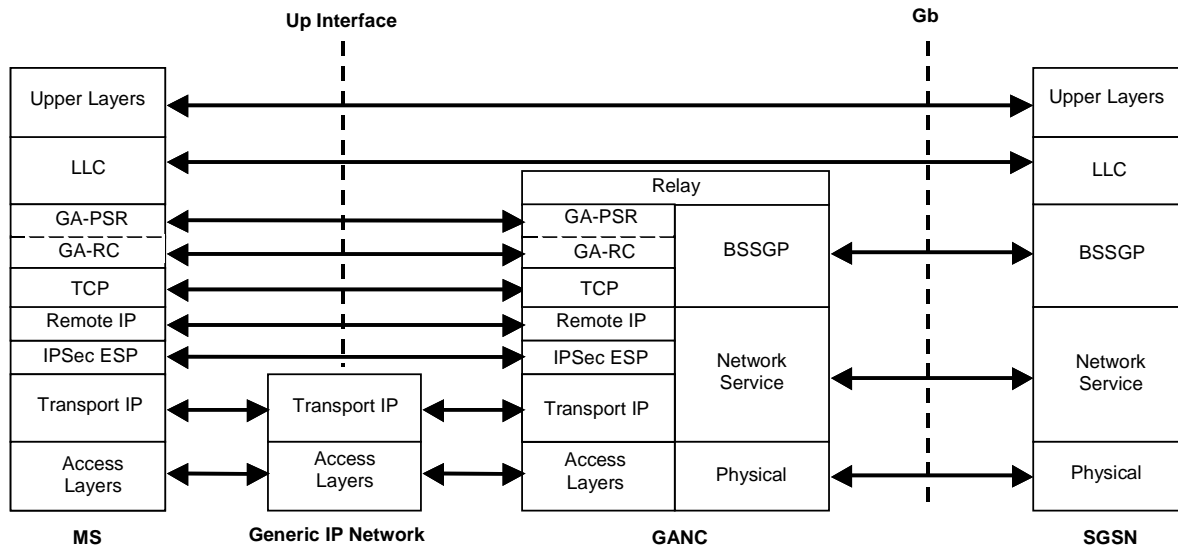 Up Interface
Gb
Upper Layers
LLC
GA-PSR
GA-RC
TCP
Remote IP
IPSec ESP
Transport IP
Access
Layers
MS
Transport IP
Access
Layers
Generic IP Network
Relay
GA-PSR
GA-RC
TCP
Remote IP
IPSec ESP
Transport IP
Access
Layers
BSSGP
Network
Service
Physical
GANC
Upper Layers
LLC
BSSGP
Network
Service
Physical
SGSN